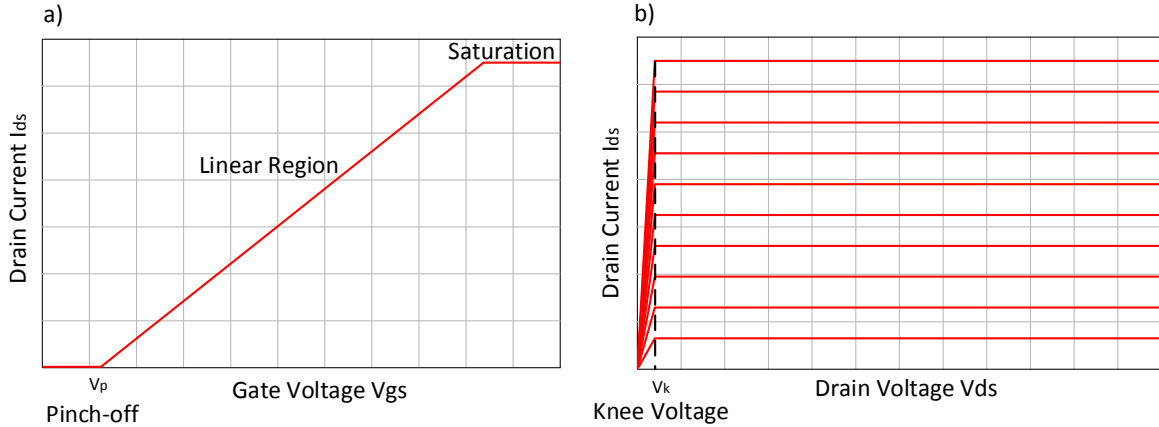 a)
Saturation
Linear Region
Drain Current Ids
Vp
Gate Voltage Vgs
Pinch-off
b)
Drain Current Ids
Vk
Drain Voltage Vds
Knee Voltage